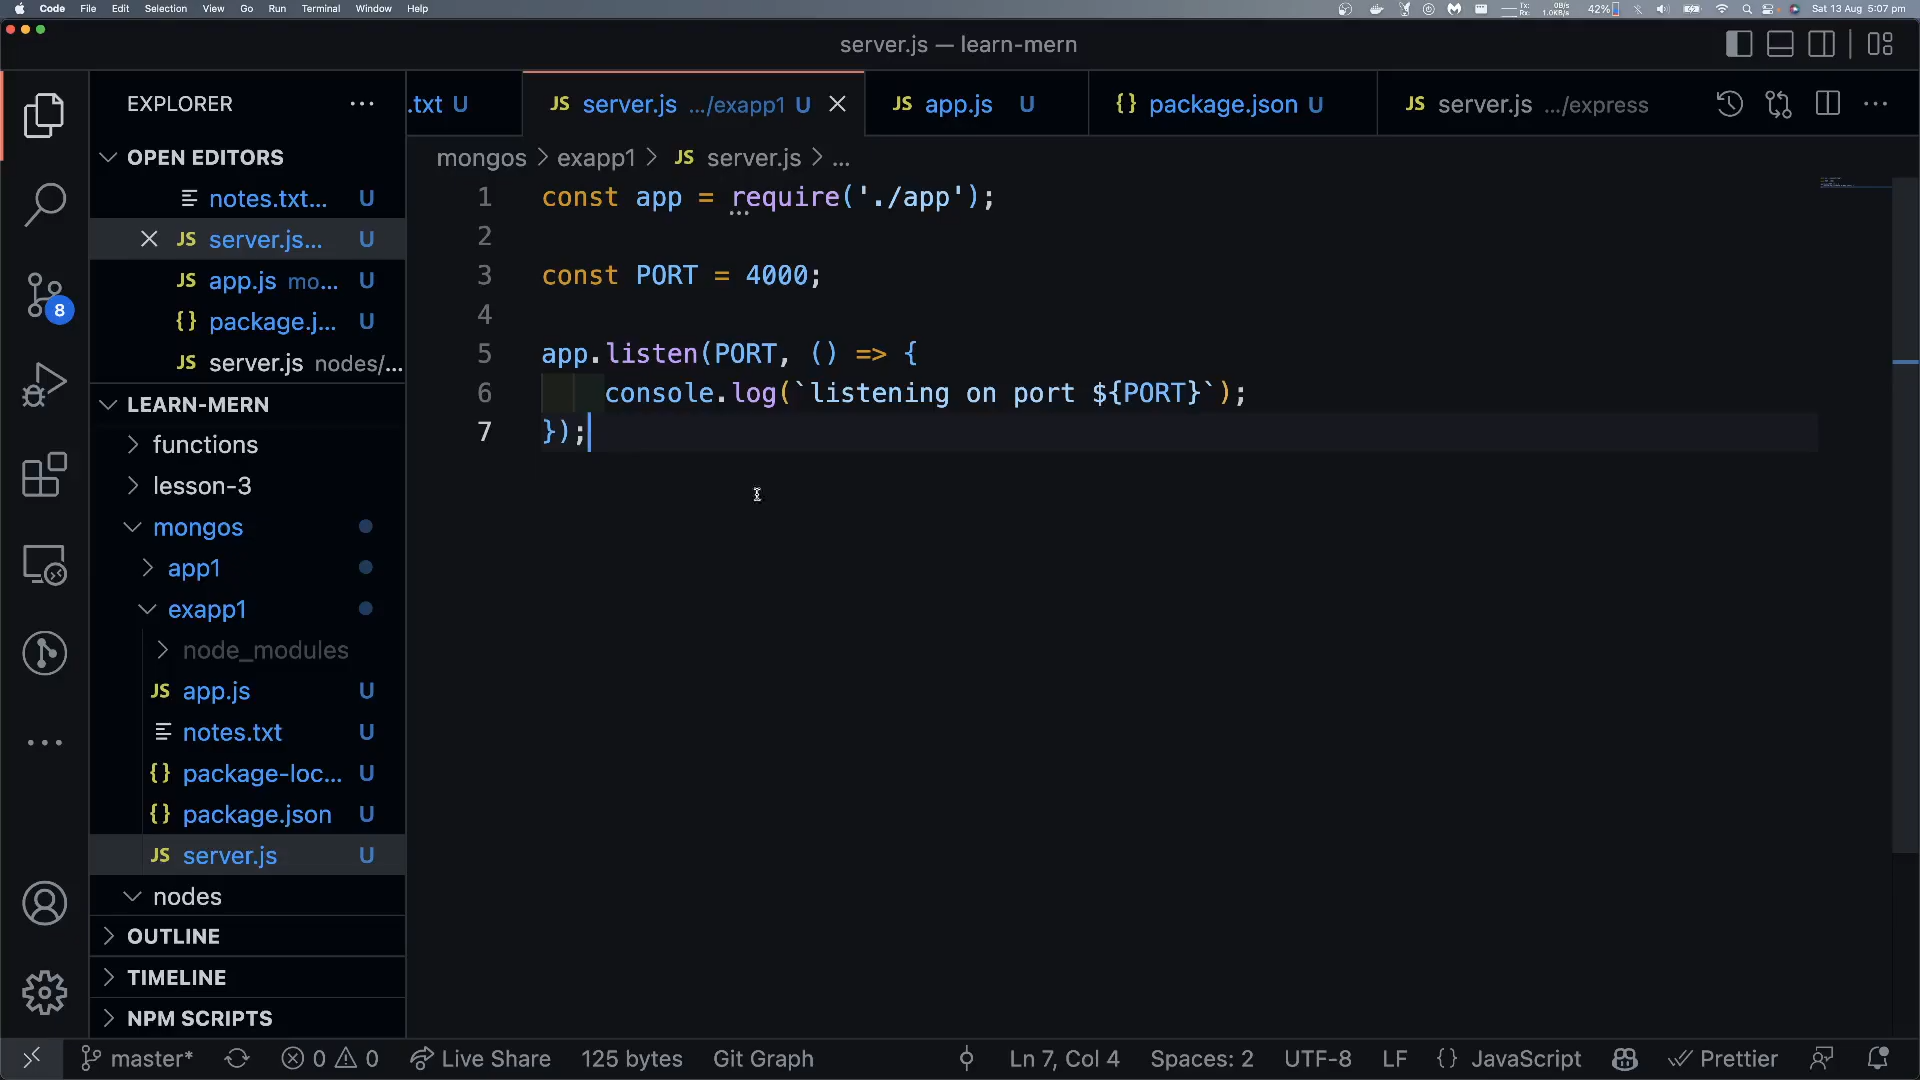 Code File Edit Selection View Go Run Terminal Window Help
42% Sat 13 Aug 5:07 pm
server.js — learn-mern
EXPLORER
.txt U
JS server.js .../exapp1 U
JS app.js U
{} package.json U
JS server.js .../express
OPEN EDITORS
notes.txt... U
JS server.js... U
JS app.js mo... U
{} package.j... U
JS server.js nodes/...
LEARN-MERN
functions
lesson-3
mongos
app1
exapp1
node_modules
JS app.js U
notes.txt U
{} package-loc... U
{} package.json U
JS server.js U
nodes
OUTLINE
TIMELINE
NPM SCRIPTS
8
mongos > exapp1 > JS server.js > ...
1 const app = require('./app');
2
3 const PORT = 4000;
4
5 app.listen(PORT, () => {
6 console.log(`listening on port ${PORT}`);
7 });
master* 0 0 Live Share 125 bytes Git Graph Ln 7, Col 4 Spaces: 2 UTF-8 LF {} JavaScript Prettier